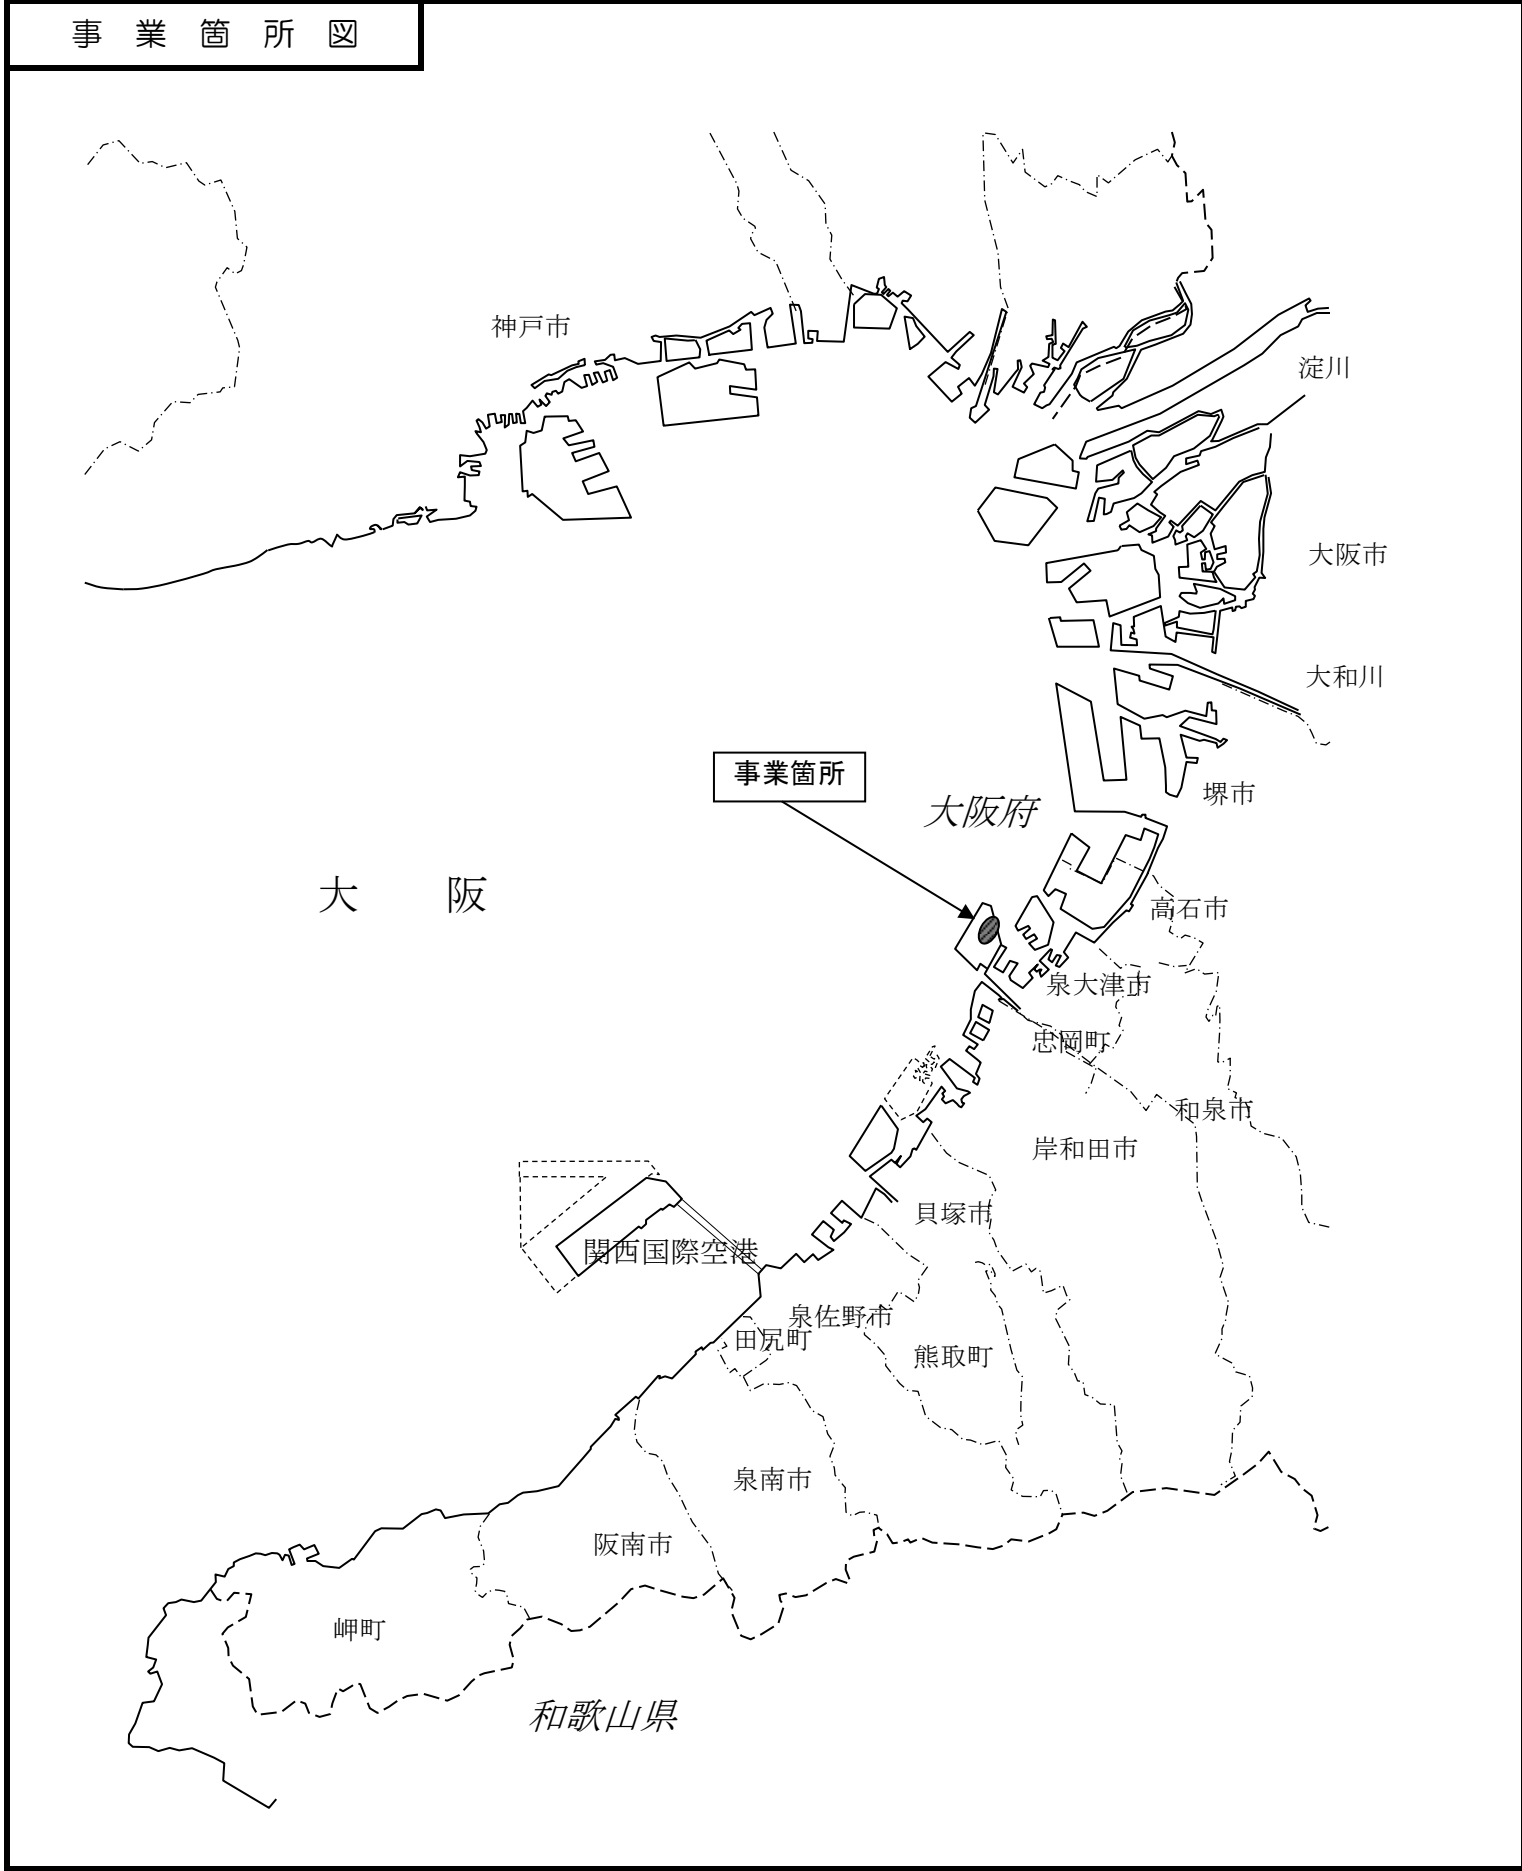 事業箇所図
神戸市
淀川
大阪市
大和川
事業箇所
堺市
大阪府
大　阪
高石市
泉大津市
忠岡町
和泉市
岸和田市
貝塚市
関西国際空港
泉佐野市
田尻町
熊取町
泉南市
阪南市
岬町
和歌山県